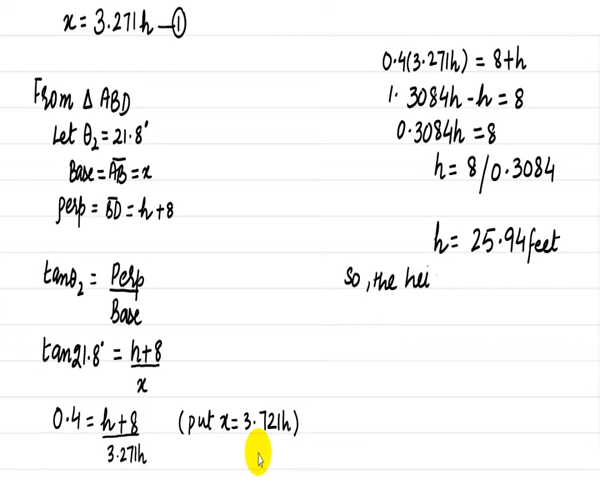 x = 3.271h — ①
From Δ ABD
Let θ₂ = 21.8°
Base = AB̅ = x
perp = BD̅ = h+8
tanθ₂ = Perp / Base
tan21.8° = h+8 / x
0.4 = h+8 / 3.271h (put x = 3.721h)
0.4(3.271h) = 8+h
1.3084h - h = 8
0.3084h = 8
h = 8/0.3084
h = 25.94feet
So, the hei